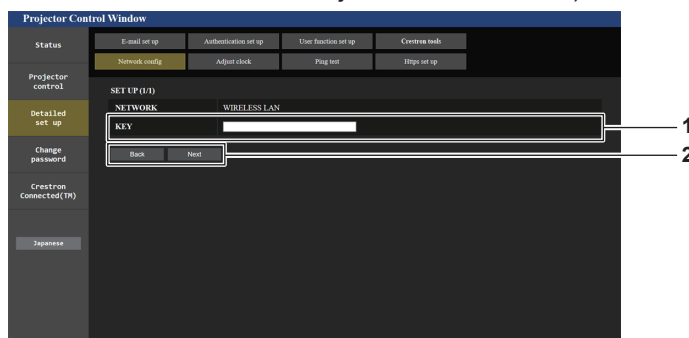 Projector Control Window
Status
E-mail set up Authentication set up User function set up Crestron tools
Network config Adjust clock Ping test Https set up
Projector
control
SET UP (1/1)
NETWORK WIRELESS LAN
Detailed
set up
KEY 1
Back Next 2
Change
password
Crestron
Connected(TM)
Japanese